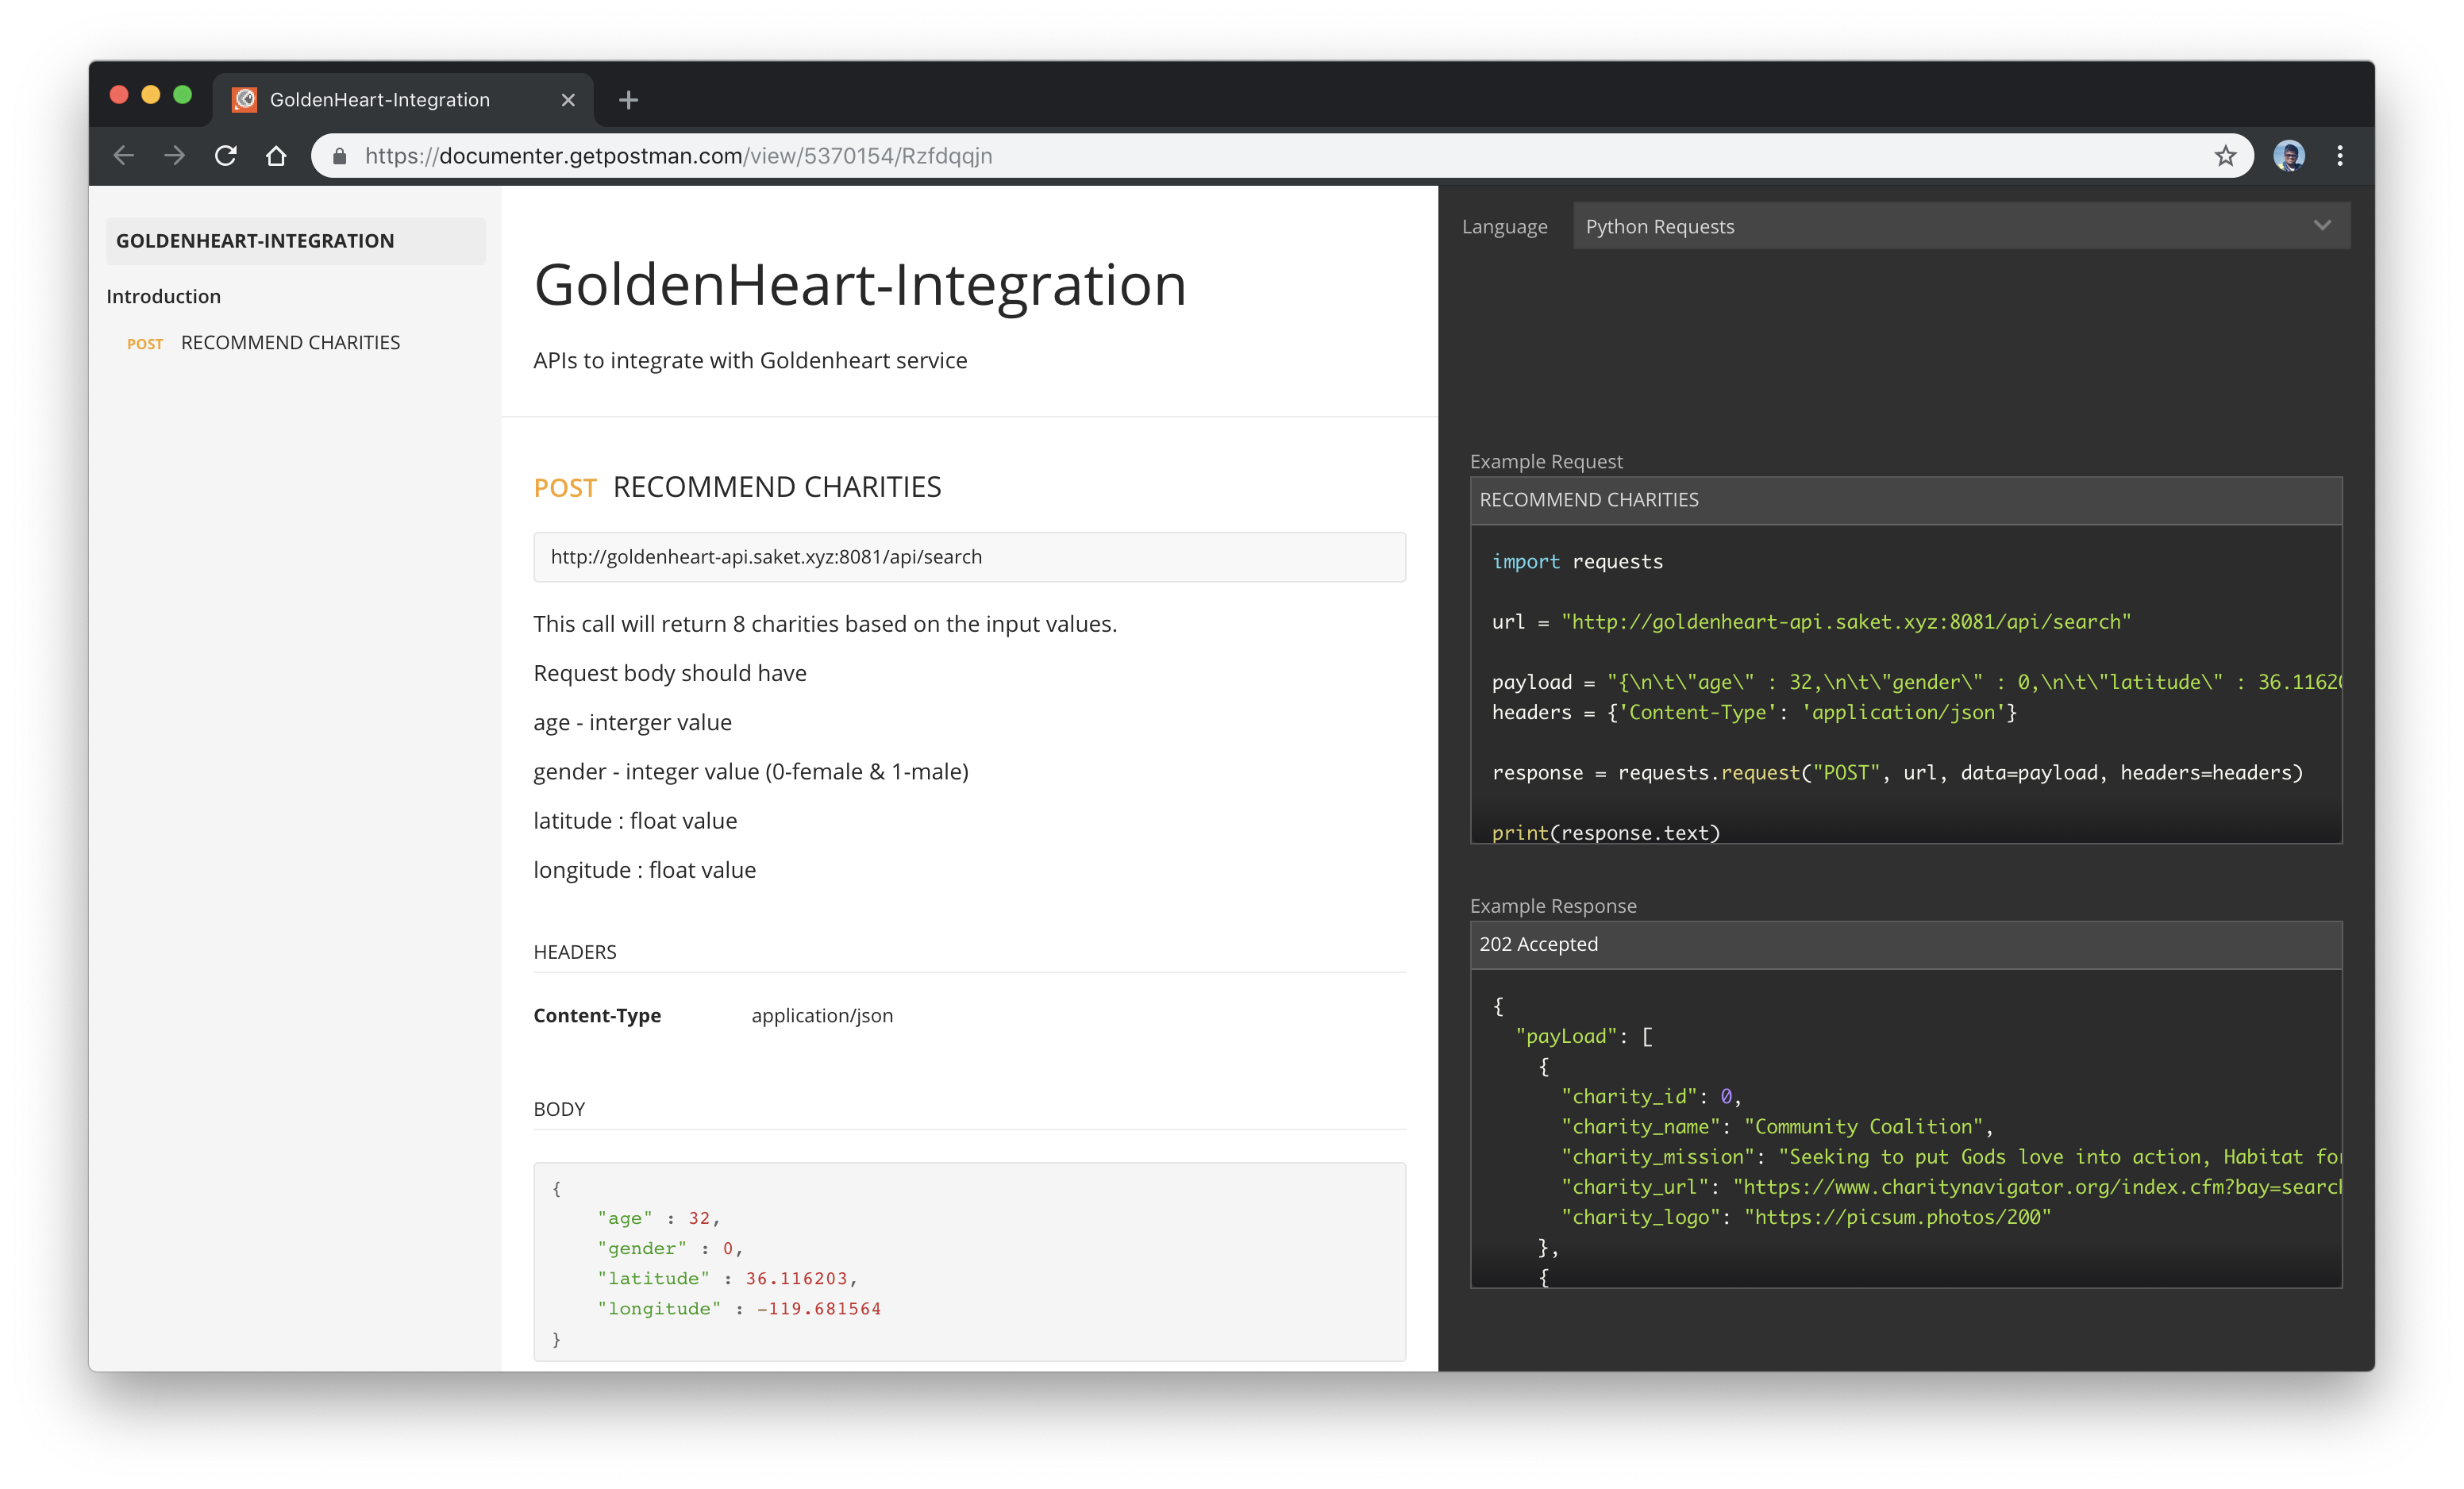 GoldenHeart-Integration
https://documenter.getpostman.com/view/5370154/Rzfdqqjn
GOLDENHEART-INTEGRATION
Introduction
POST RECOMMEND CHARITIES
GoldenHeart-Integration
APIs to integrate with Goldenheart service
POST RECOMMEND CHARITIES
http://goldenheart-api.saket.xyz:8081/api/search
This call will return 8 charities based on the input values.
Request body should have
age - interger value
gender - integer value (0-female & 1-male)
latitude : float value
longitude : float value
HEADERS
Content-Type application/json
BODY
{
"age" : 32,
"gender" : 0,
"latitude" : 36.116203,
"longitude" : -119.681564
}
Language Python Requests
Example Request
RECOMMEND CHARITIES
import requests
url = "http://goldenheart-api.saket.xyz:8081/api/search"
payload = "{\n\t\"age\" : 32,\n\t\"gender\" : 0,\n\t\"latitude\" : 36.11620
headers = {'Content-Type': 'application/json'}
response = requests.request("POST", url, data=payload, headers=headers)
print(response.text)
Example Response
202 Accepted
{
"payLoad": [
{
"charity_id": 0,
"charity_name": "Community Coalition",
"charity_mission": "Seeking to put Gods love into action, Habitat for
"charity_url": "https://www.charitynavigator.org/index.cfm?bay=search
"charity_logo": "https://picsum.photos/200"
},
{